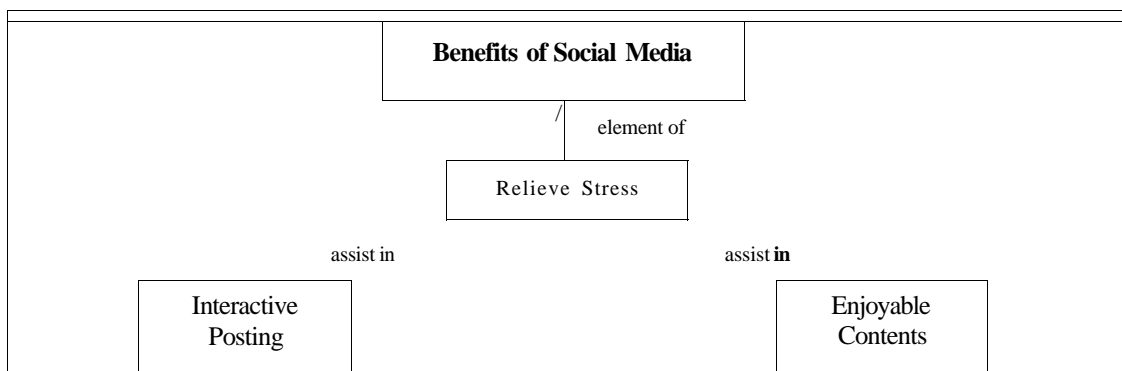 Benefits of Social Media
element of
Relieve Stress
assist in
assist in
Interactive
Posting
Enjoyable
Contents